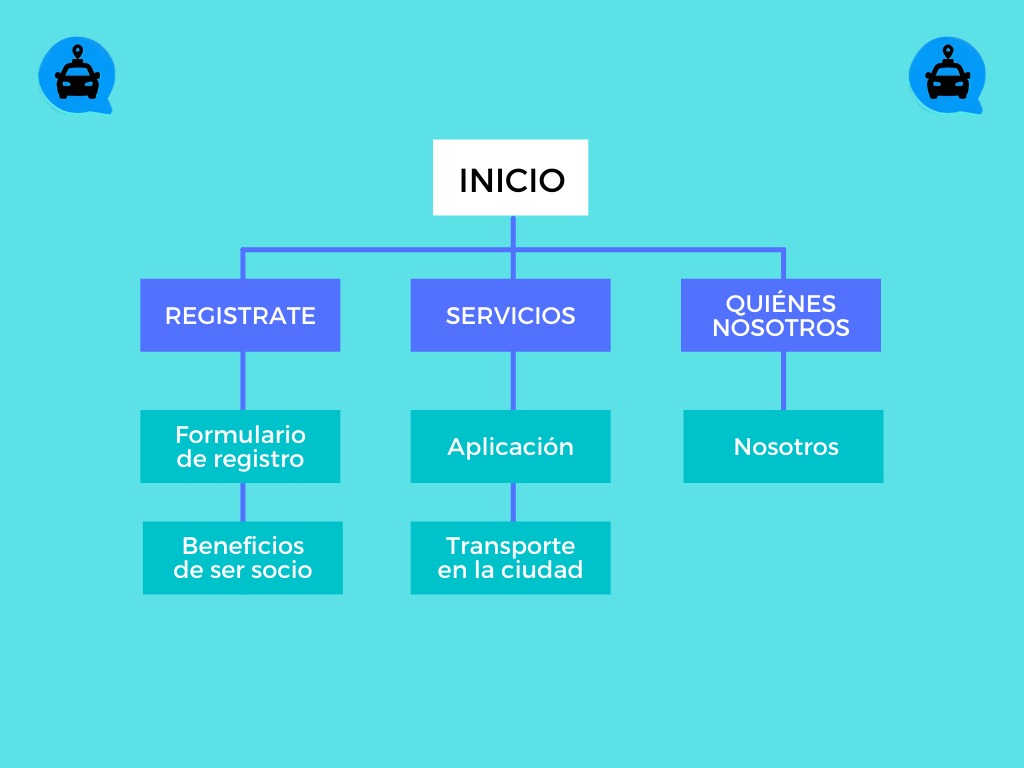 INICIO
REGISTRATE
SERVICIOS
QUIÉNES
NOSOTROS
Formulario
de registro
Aplicación
Nosotros
Beneficios
de ser socio
Transporte
en la ciudad